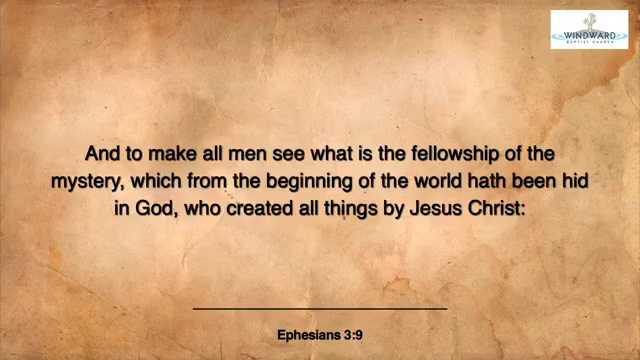 WINDWARD
BAPTIST CHURCH
And to make all men see what is the fellowship of the
mystery, which from the beginning of the world hath been hid
in God, who created all things by Jesus Christ:
Ephesians 3:9